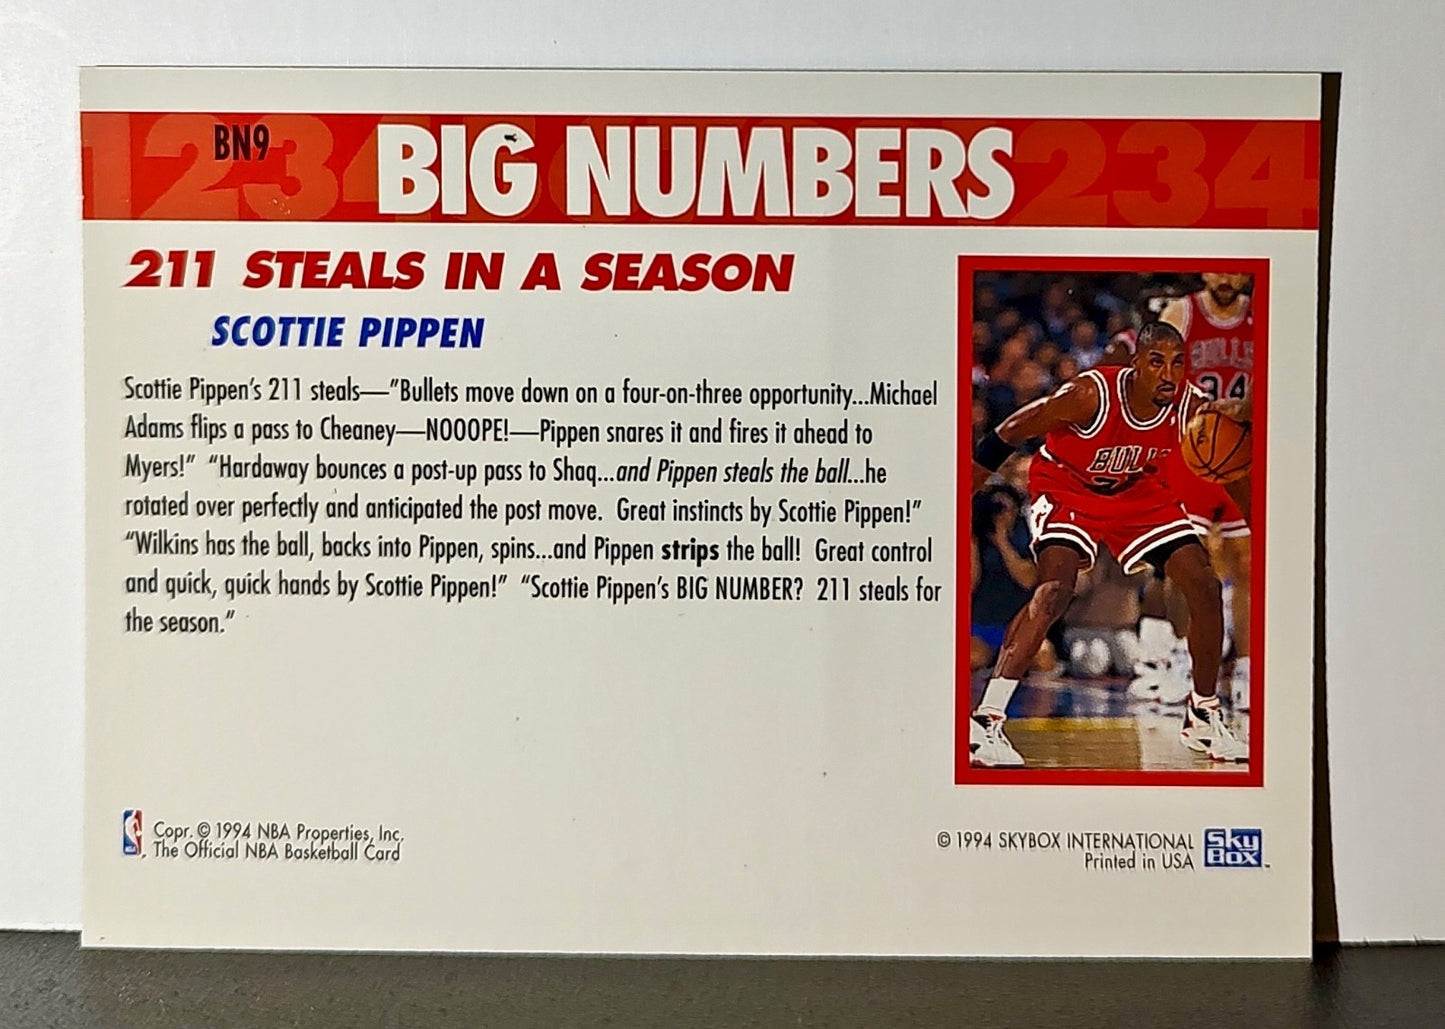 BN9
1234 BIG NUMBERS 234
211 STEALS IN A SEASON
SCOTTIE PIPPEN
Scottie Pippen's 211 steals—"Bullets move down on a four-on-three opportunity...Michael
Adams flips a pass to Cheaney—NOOOPE!—Pippen snares it and fires it ahead to
Myers!" "Hardaway bounces a post-up pass to Shaq...and Pippen steals the ball...he
rotated over perfectly and anticipated the post move. Great instincts by Scottie Pippen!"
"Wilkins has the ball, backs into Pippen, spins...and Pippen strips the ball! Great control
and quick, quick hands by Scottie Pippen!" "Scottie Pippen's BIG NUMBER? 211 steals for
the season."
BULLS
34
BULL
Copr. © 1994 NBA Properties, Inc.
The Official NBA Basketball Card
© 1994 SKYBOX INTERNATIONAL
Printed in USA
SkyBox™